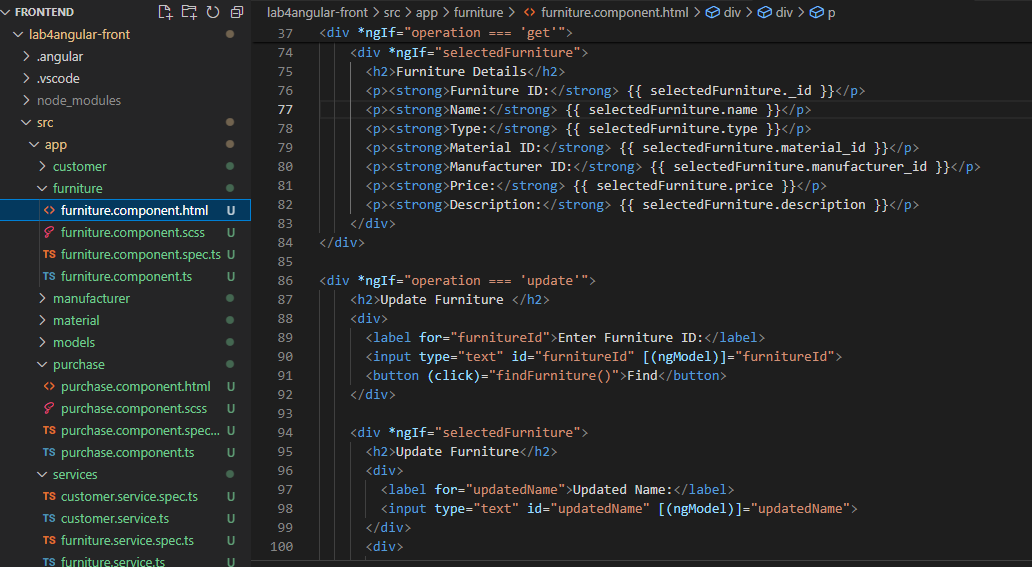 FRONTEND
lab4angular-front
.angular
.vscode
node_modules
src
app
customer
furniture
furniture.component.html U
furniture.component.scss U
TS furniture.component.spec.ts U
TS furniture.component.ts U
manufacturer
material
models
purchase
purchase.component.html U
purchase.component.scss U
TS purchase.component.spec... U
TS purchase.component.ts U
services
TS customer.service.spec.ts U
TS customer.service.ts U
TS furniture.service.spec.ts U
TS furniture.service.ts U
lab4angular-front > src > app > furniture > <> furniture.component.html > div > div > p
37 <div *ngIf="operation === 'get'">
74 <div *ngIf="selectedFurniture">
75 <h2>Furniture Details</h2>
76 <p><strong>Furniture ID:</strong> {{ selectedFurniture._id }}</p>
77 <p><strong>Name:</strong> {{ selectedFurniture.name }}</p>
78 <p><strong>Type:</strong> {{ selectedFurniture.type }}</p>
79 <p><strong>Material ID:</strong> {{ selectedFurniture.material_id }}</p>
80 <p><strong>Manufacturer ID:</strong> {{ selectedFurniture.manufacturer_id }}</p>
81 <p><strong>Price:</strong> {{ selectedFurniture.price }}</p>
82 <p><strong>Description:</strong> {{ selectedFurniture.description }}</p>
83 </div>
84 </div>
85
86 <div *ngIf="operation === 'update'">
87 <h2>Update Furniture </h2>
88 <div>
89 <label for="furnitureId">Enter Furniture ID:</label>
90 <input type="text" id="furnitureId" [(ngModel)]="furnitureId">
91 <button (click)="findFurniture()">Find</button>
92 </div>
93
94 <div *ngIf="selectedFurniture">
95 <h2>Update Furniture</h2>
96 <div>
97 <label for="updatedName">Updated Name:</label>
98 <input type="text" id="updatedName" [(ngModel)]="updatedName">
99 </div>
100 <div>